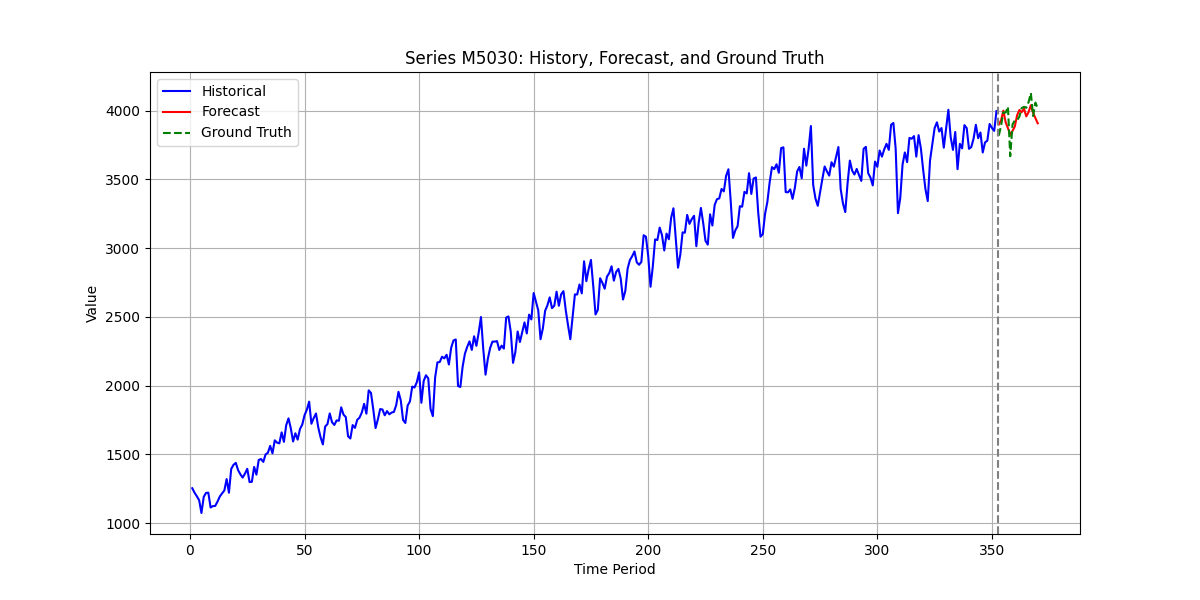 Series M5030: History, Forecast, and Ground Truth
Historical
Forecast
Ground Truth
4000
3500
3000
2500
2000
1500
1000
Value
0 50 100 150 200 250 300 350
Time Period